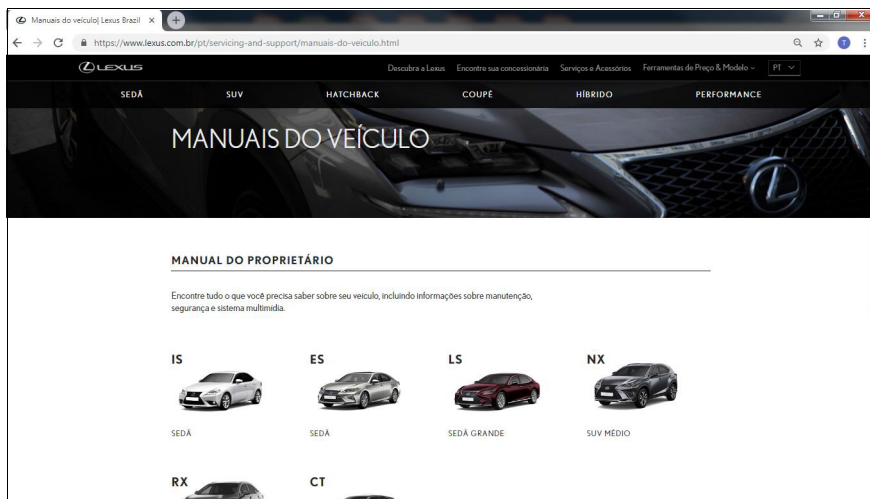 Manuais do veículo| Lexus Brazil
https://www.lexus.com.br/pt/servicing-and-support/manuais-do-veiculo.html
T
LEXUS
Descubra a Lexus Encontre sua concessionária Serviços e Acessórios Ferramentas de Preço & Modelo PT
SEDÃ SUV HATCHBACK COUPÉ HÍBRIDO PERFORMANCE
MANUAIS DO VEÍCULO
MANUAL DO PROPRIETÁRIO
Encontre tudo o que você precisa saber sobre seu veículo, incluindo informações sobre manutenção,
segurança e sistema multimídia.
IS ES LS NX
SEDÃ SEDÃ SEDÃ GRANDE SUV MÉDIO
RX CT